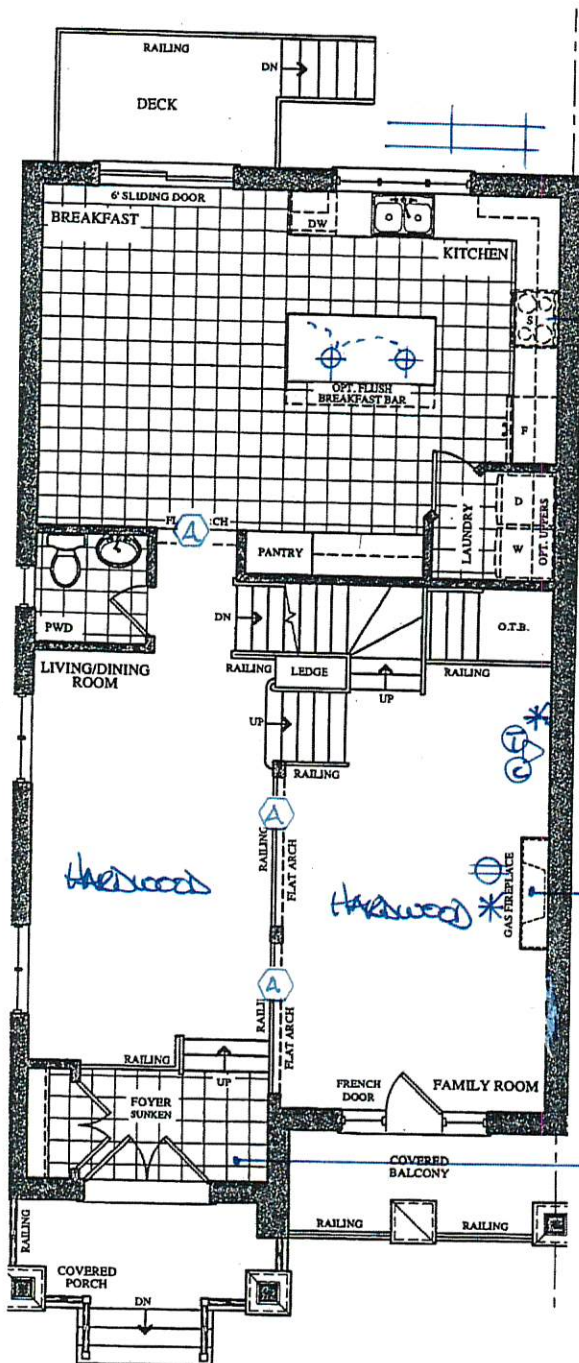 RAILING
DN
DECK
6' SLIDING DOOR
BREAKFAST
DW
KITCHEN
S
OPT. FLUSH
BREAKFAST BAR
F
D
W
OPT. UPPERS
LAUNDRY
A
PANTRY
PWD
DN
O.T.B.
LIVING/DINING
ROOM
RAILING
LEDGE
UP
RAILING
UP
RAILING
T
C
A
RAILING
FLAT ARCH
HARDWOOD
HARDWOOD
GAS FIREPLACE
A
FLAT ARCH
RAILING
UP
FOYER
SUNKEN
FRENCH
DOOR
FAMILY ROOM
COVERED
BALCONY
RAILING
RAILING
RAILING
COVERED
PORCH
DN